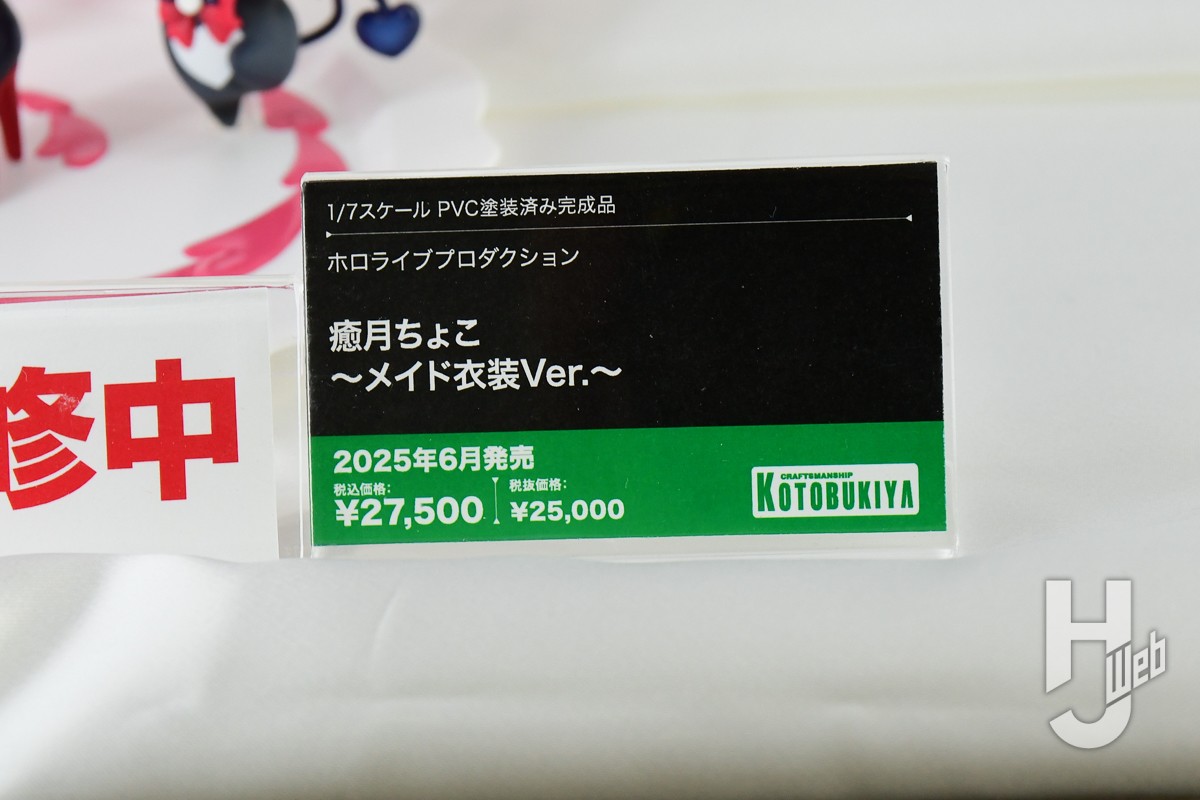 1/7スケール PVC塗装済み完成品
ホロライブプロダクション
癒月ちょこ
～メイド衣装Ver.～
2025年6月発売
税込価格:
¥27,500
税抜価格:
¥25,000
CRAFTSMANSHIP
KOTOBUKIYA
修中
HJ Web